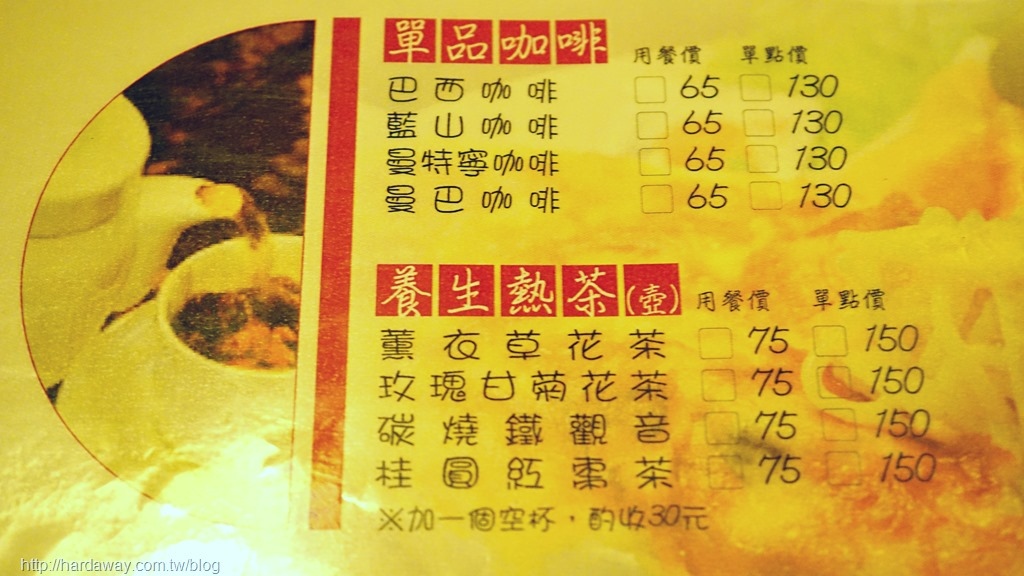 單品咖啡 用餐價 單點價
巴西咖啡 65 130
藍山咖啡 65 130
曼特寧咖啡 65 130
曼巴咖啡 65 130
養生熱茶(壺) 用餐價 單點價
薰衣草花茶 75 150
玫瑰甘菊花茶 75 150
碳燒鐵觀音 75 150
桂圓紅棗茶 75 150
※加一個空杯，酌收30元
http://hardaway.com.tw/blog